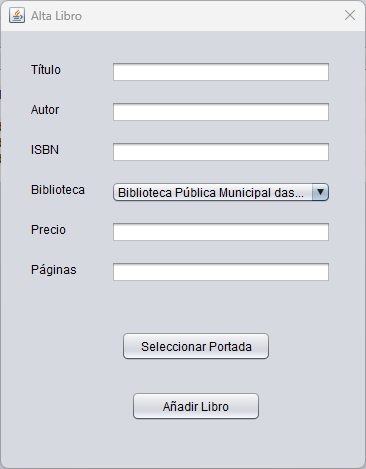 Alta Libro
Título
Autor
ISBN
Biblioteca Biblioteca Pública Municipal das...
Precio
Páginas
Seleccionar Portada
Añadir Libro